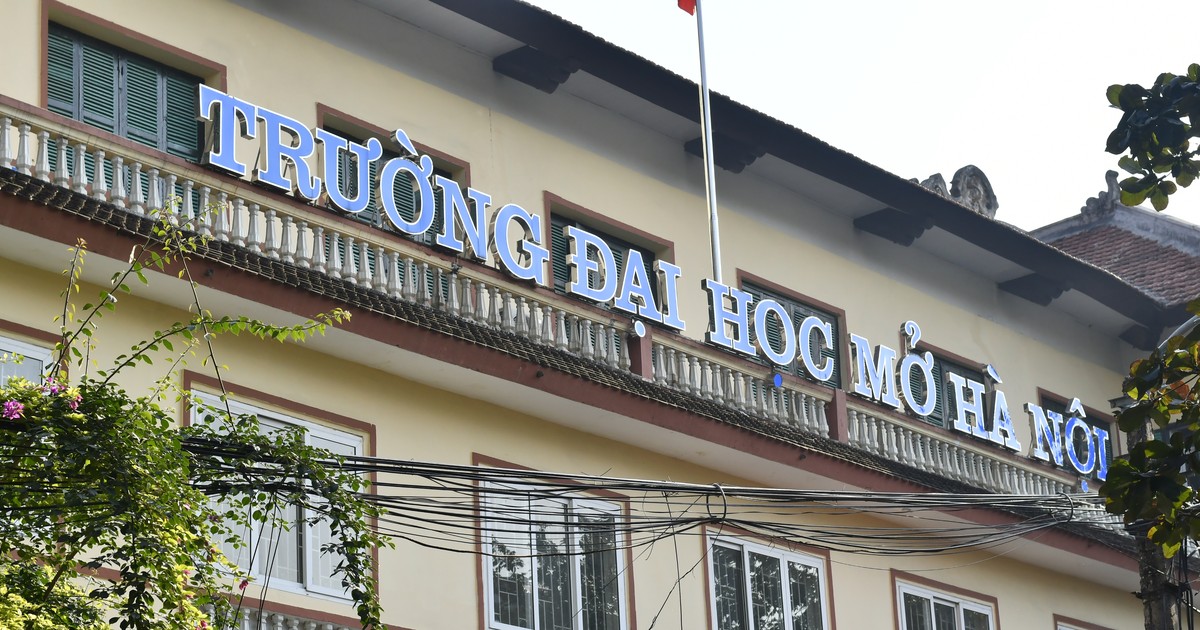 TRƯỜNG ĐẠI HỌC MỞ HÀ NỘI